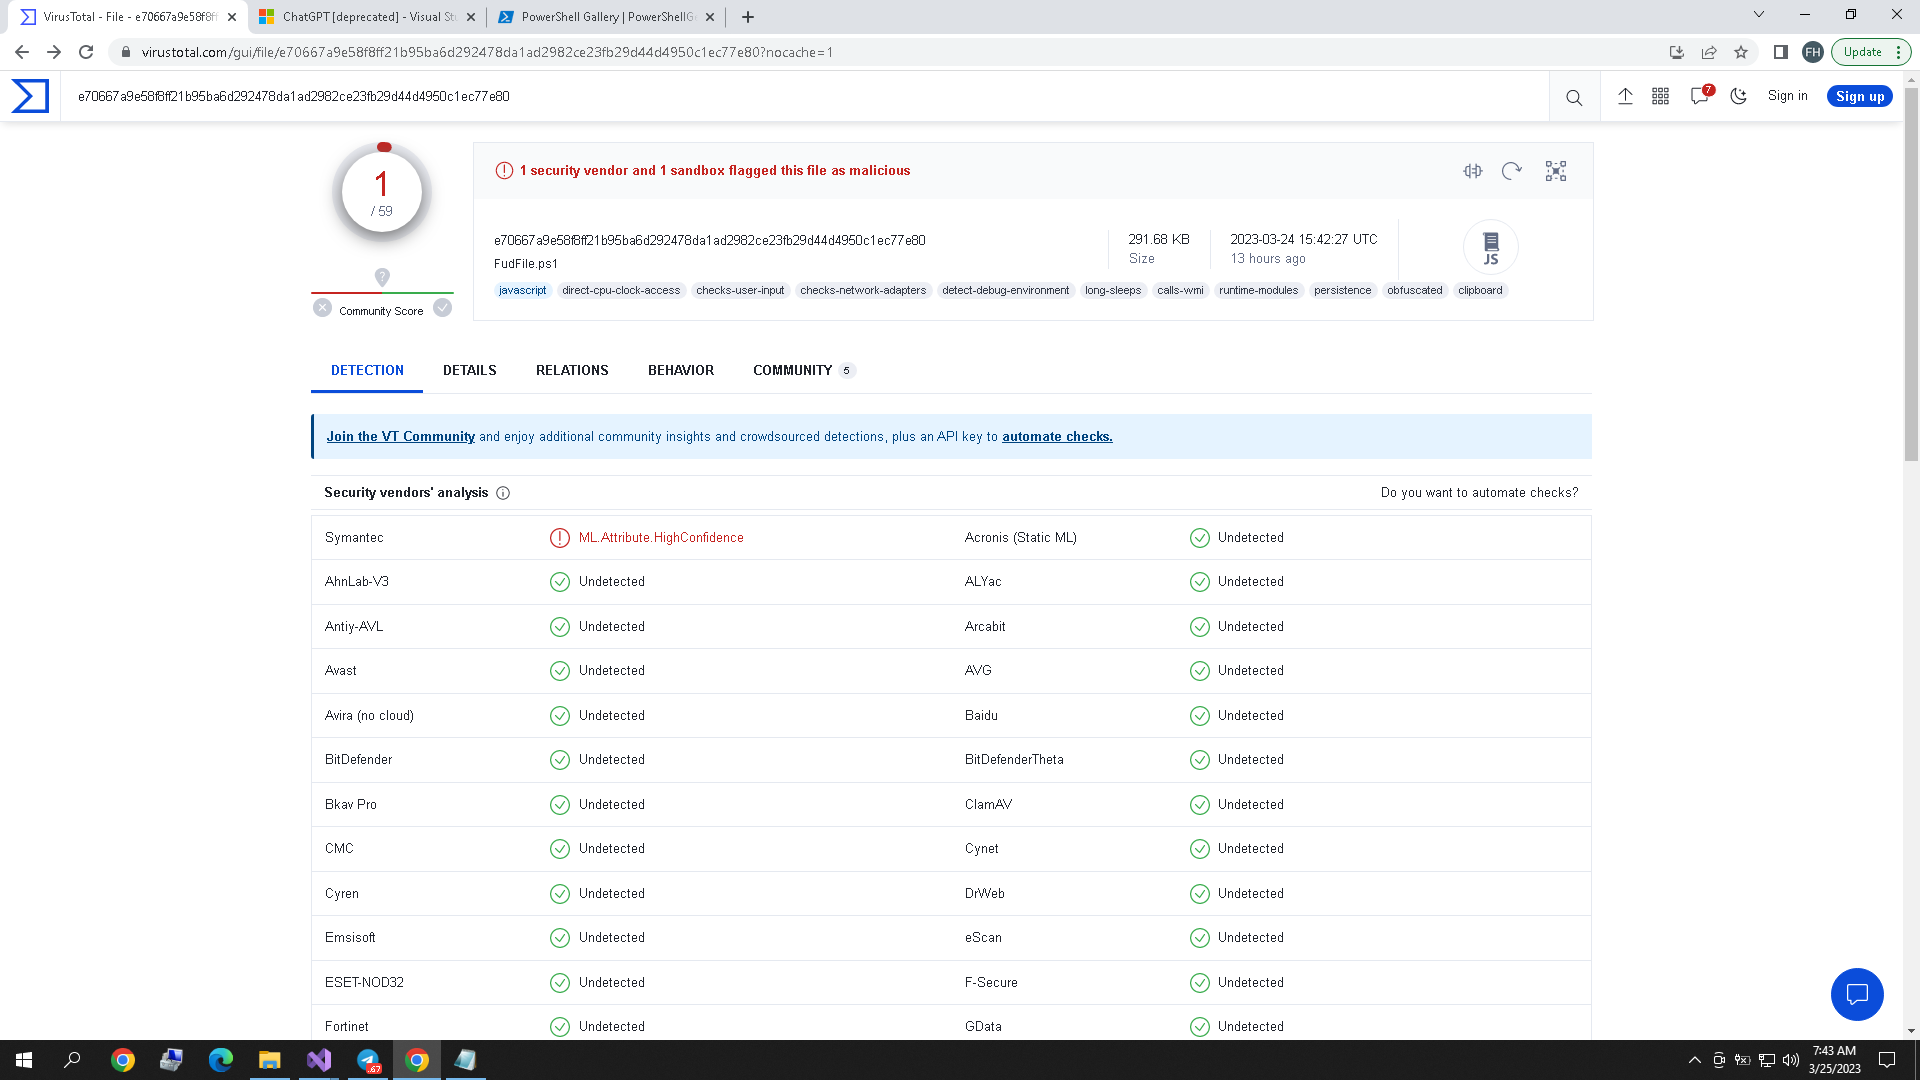 VirusTotal - File - e70667a9e58f8ff
ChatGPT [deprecated] - Visual Stu
PowerShell Gallery | PowerShellGe
virustotal.com/gui/file/e70667a9e58f8ff21b95ba6d292478da1ad2982ce23fb29d44d4950c1ec77e80?nocache=1
FH
Update
e70667a9e58f8ff21b95ba6d292478da1ad2982ce23fb29d44d4950c1ec77e80
7
Sign in
Sign up
1
/ 59
?
Community Score
1 security vendor and 1 sandbox flagged this file as malicious
e70667a9e58f8ff21b95ba6d292478da1ad2982ce23fb29d44d4950c1ec77e80
FudFile.ps1
291.68 KB
Size
2023-03-24 15:42:27 UTC
13 hours ago
JS
javascript direct-cpu-clock-access checks-user-input checks-network-adapters detect-debug-environment long-sleeps calls-wmi runtime-modules persistence obfuscated clipboard
DETECTION DETAILS RELATIONS BEHAVIOR COMMUNITY 5
Join the VT Community and enjoy additional community insights and crowdsourced detections, plus an API key to automate checks.
Security vendors' analysis
Do you want to automate checks?
Symantec ML.Attribute.HighConfidence Acronis (Static ML) Undetected
AhnLab-V3 Undetected ALYac Undetected
Antiy-AVL Undetected Arcabit Undetected
Avast Undetected AVG Undetected
Avira (no cloud) Undetected Baidu Undetected
BitDefender Undetected BitDefenderTheta Undetected
Bkav Pro Undetected ClamAV Undetected
CMC Undetected Cynet Undetected
Cyren Undetected DrWeb Undetected
Emsisoft Undetected eScan Undetected
ESET-NOD32 Undetected F-Secure Undetected
Fortinet Undetected GData Undetected
.67
7:43 AM
3/25/2023